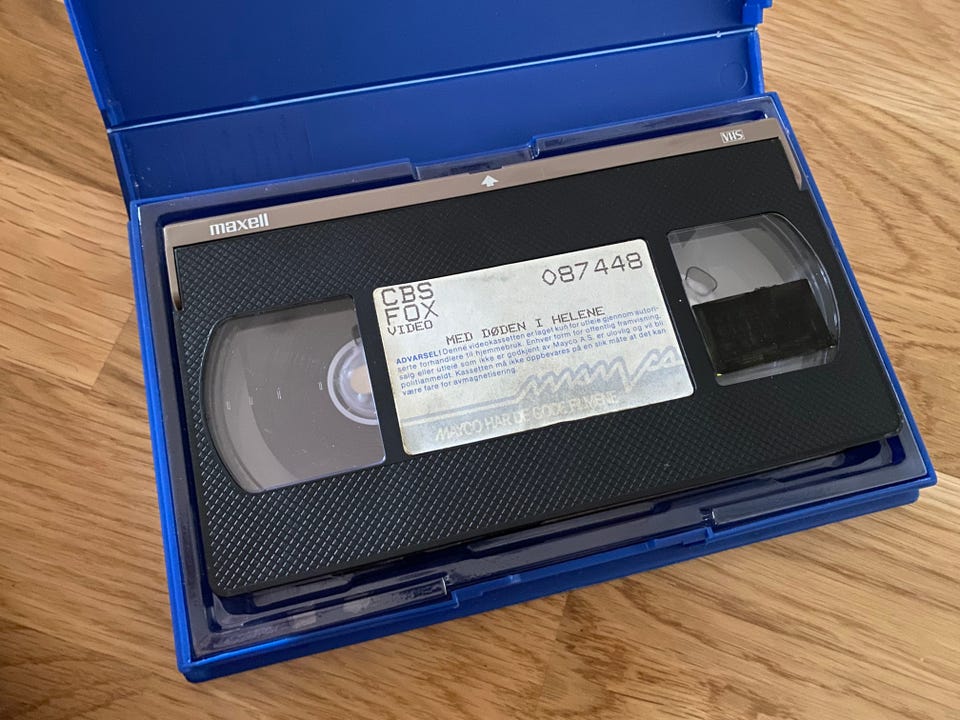 maxell
VHS
CBS
FOX
VIDEO
087448
MED DØDEN I HELENE
ADVARSEL! Denne videokassetten er laget kun for utleie gjennom autori-
serte forhandlere til hjemmebruk. Enhver form for offentlig framvisning,
salg eller utleie som ikke er godkjent av Mayco A.S. er ulovlig og vil bli
politianmeldt. Kassetten må ikke oppbevares på en slik måte at det kan
være fare for avmagnetisering.
mayco
MAYCO HAR DE GODE FILMENE